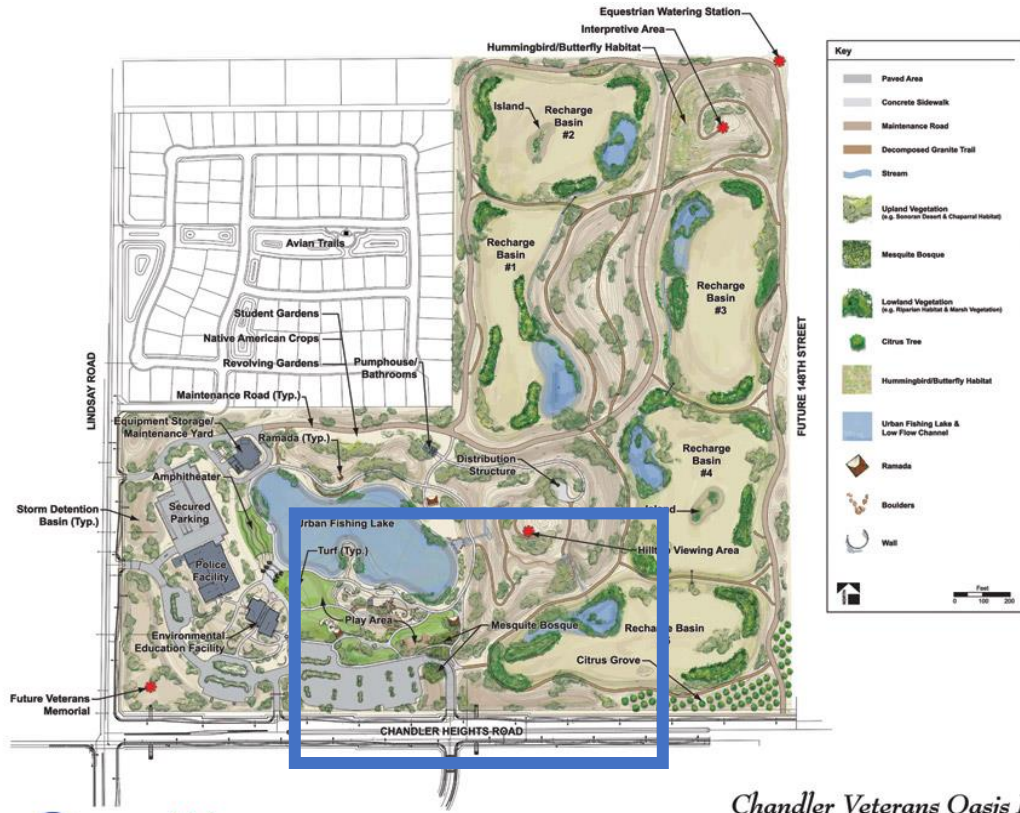 Equestrian Watering Station
Interpretive Area
Hummingbird/Butterfly Habitat
Island
Recharge
Basin
#2
Avian Trails
Recharge
Basin
#1
Recharge
Basin
#3
Student Gardens
Native American Crops
Revolving Gardens
Pumphouse/
Bathrooms
Maintenance Road (Typ.)
LINDSAY ROAD
FUTURE 148TH STREET
Equipment Storage/
Maintenance Yard
Ramada (Typ.)
Distribution
Structure
Recharge
Basin
#4
Amphitheater
Storm Detention
Basin (Typ.)
Secured
Parking
Urban Fishing Lake
Hilltop Viewing Area
Turf (Typ.)
Police
Facility
Play Area
Mesquite Bosque
Recharge Basin
Environmental
Education Facility
Citrus Grove
Future Veterans
Memorial
CHANDLER HEIGHTS ROAD
Key
Paved Area
Concrete Sidewalk
Maintenance Road
Decomposed Granite Trail
Stream
Upland Vegetation
(e.g. Sonoran Desert & Chaparral Habitat)
Mesquite Bosque
Lowland Vegetation
(e.g. Riparian Habitat & Marsh Vegetation)
Citrus Tree
Hummingbird/Butterfly Habitat
Urban Fishing Lake &
Low Flow Channel
Ramada
Boulders
Wall
Feet
0 100 200
Chandler Veterans Oasis